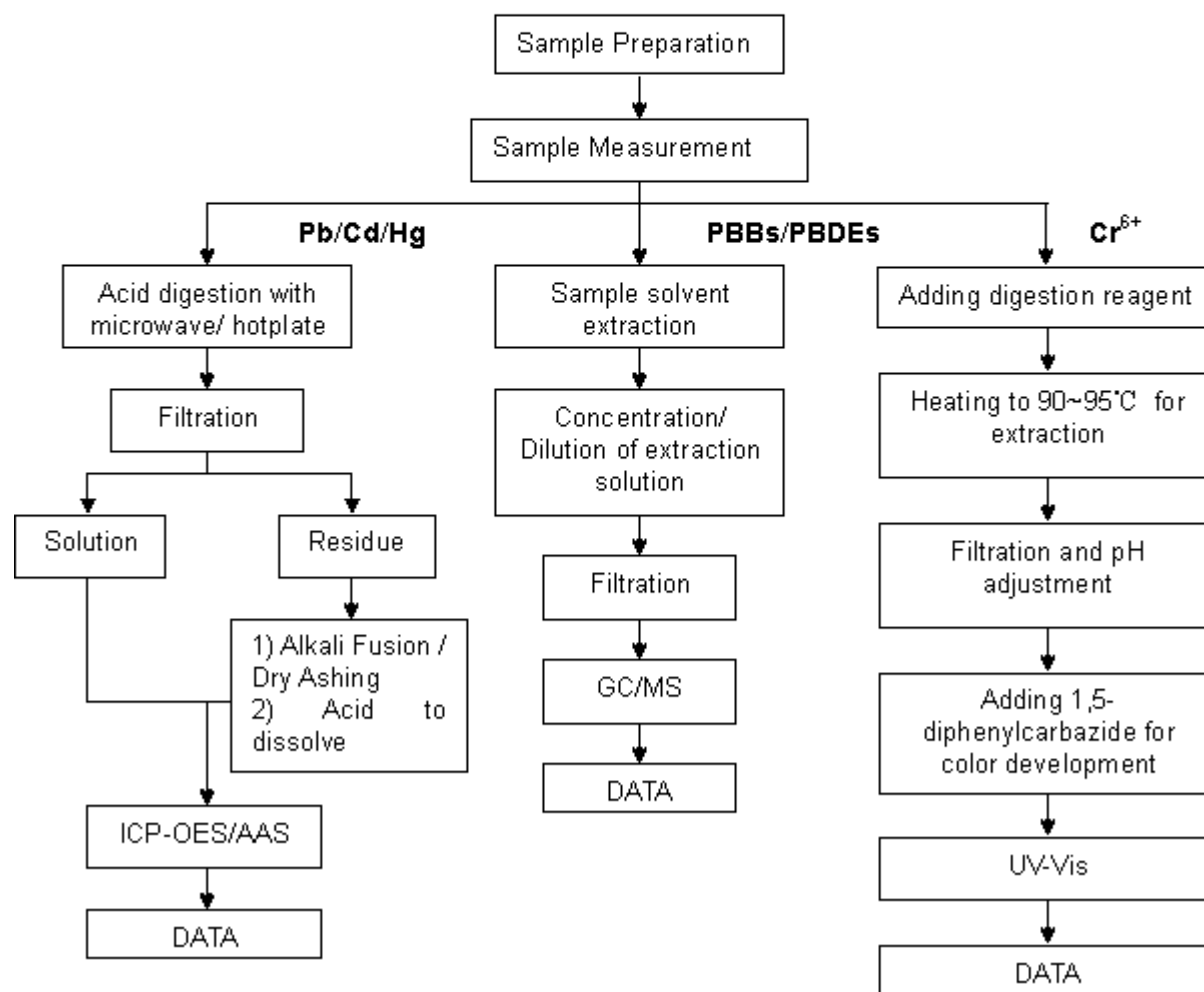 Sample Preparation
Sample Measurement
Pb/Cd/Hg
Acid digestion with
microwave/ hotplate
Filtration
Solution
Residue
1) Alkali Fusion /
Dry Ashing
2) Acid to
dissolve
ICP-OES/AAS
DATA
PBBs/PBDEs
Sample solvent
extraction
Concentration/
Dilution of extraction
solution
Filtration
GC/MS
DATA
Cr⁶⁺
Adding digestion reagent
Heating to 90~95°C for
extraction
Filtration and pH
adjustment
Adding 1,5-
diphenylcarbazide for
color development
UV-Vis
DATA